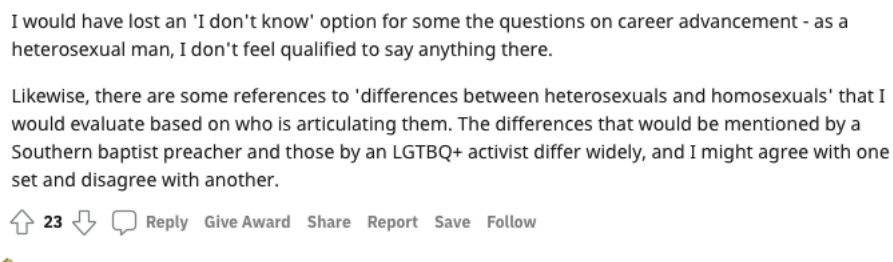 I would have lost an 'I don't know' option for some the questions on career advancement - as a
heterosexual man, I don't feel qualified to say anything there.
Likewise, there are some references to 'differences between heterosexuals and homosexuals' that I
would evaluate based on who is articulating them. The differences that would be mentioned by a
Southern baptist preacher and those by an LGTBQ+ activist differ widely, and I might agree with one
set and disagree with another.
23 Reply Give Award Share Report Save Follow